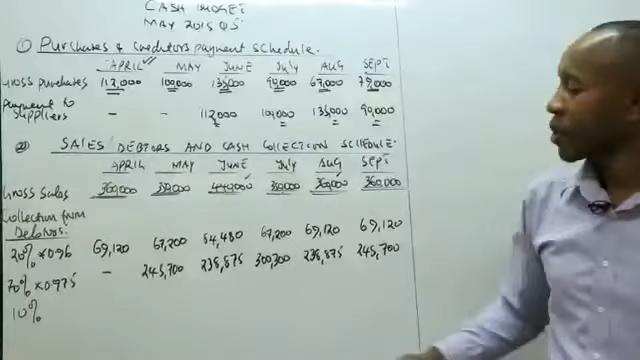 CASH BUDGET
MAY 2015 Q5
① Purchases & Creditors payment schedule.
APRIL MAY JUNE July AUG SEPT
Gross purchases 112,000 100,000 135,000 90,000 67,000 79,000
Payment to
Suppliers - - 112,000 100,000 135,000 90,000
② SALES DEBTORS AND CASH COLLECTION SCHEDULE.
APRIL MAY JUNE July AUG SEPT
Gross Sales 360,000 350,000 440,000 350,000 360,000 360,000
Collection from
Debtors:
20% x 0.96 69,120 67,200 84,480 67,200 69,120 69,120
70% x 0.975 - 245,700 238,875 300,300 238,875 245,700
10%